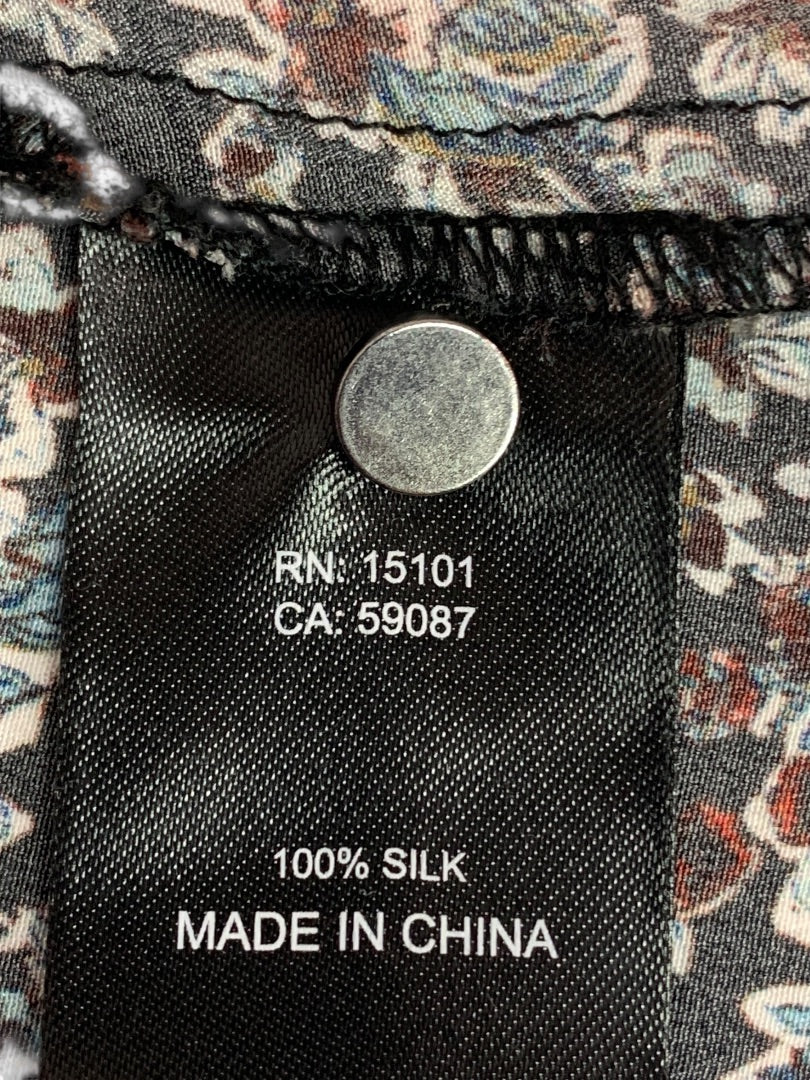 RN: 15101
CA: 59087
100% SILK
MADE IN CHINA